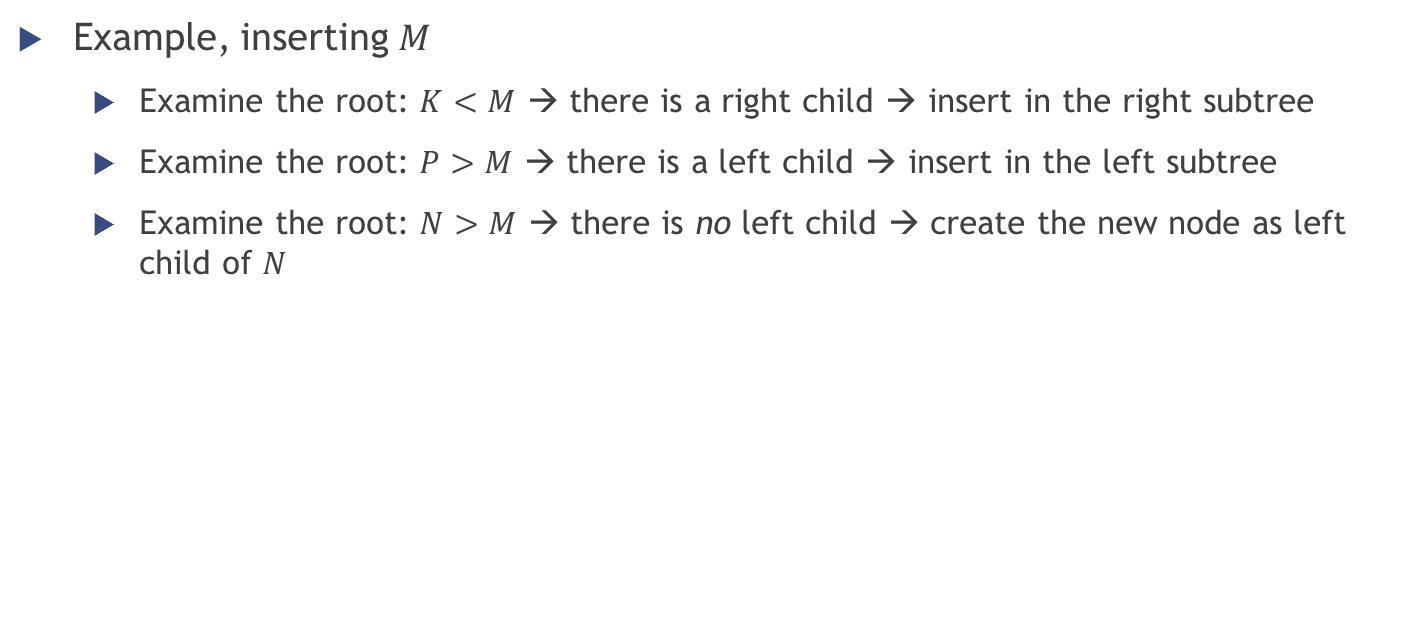 Example, inserting M
Examine the root: K < M → there is a right child → insert in the right subtree
Examine the root: P > M → there is a left child → insert in the left subtree
Examine the root: N > M → there is no left child → create the new node as left
child of N